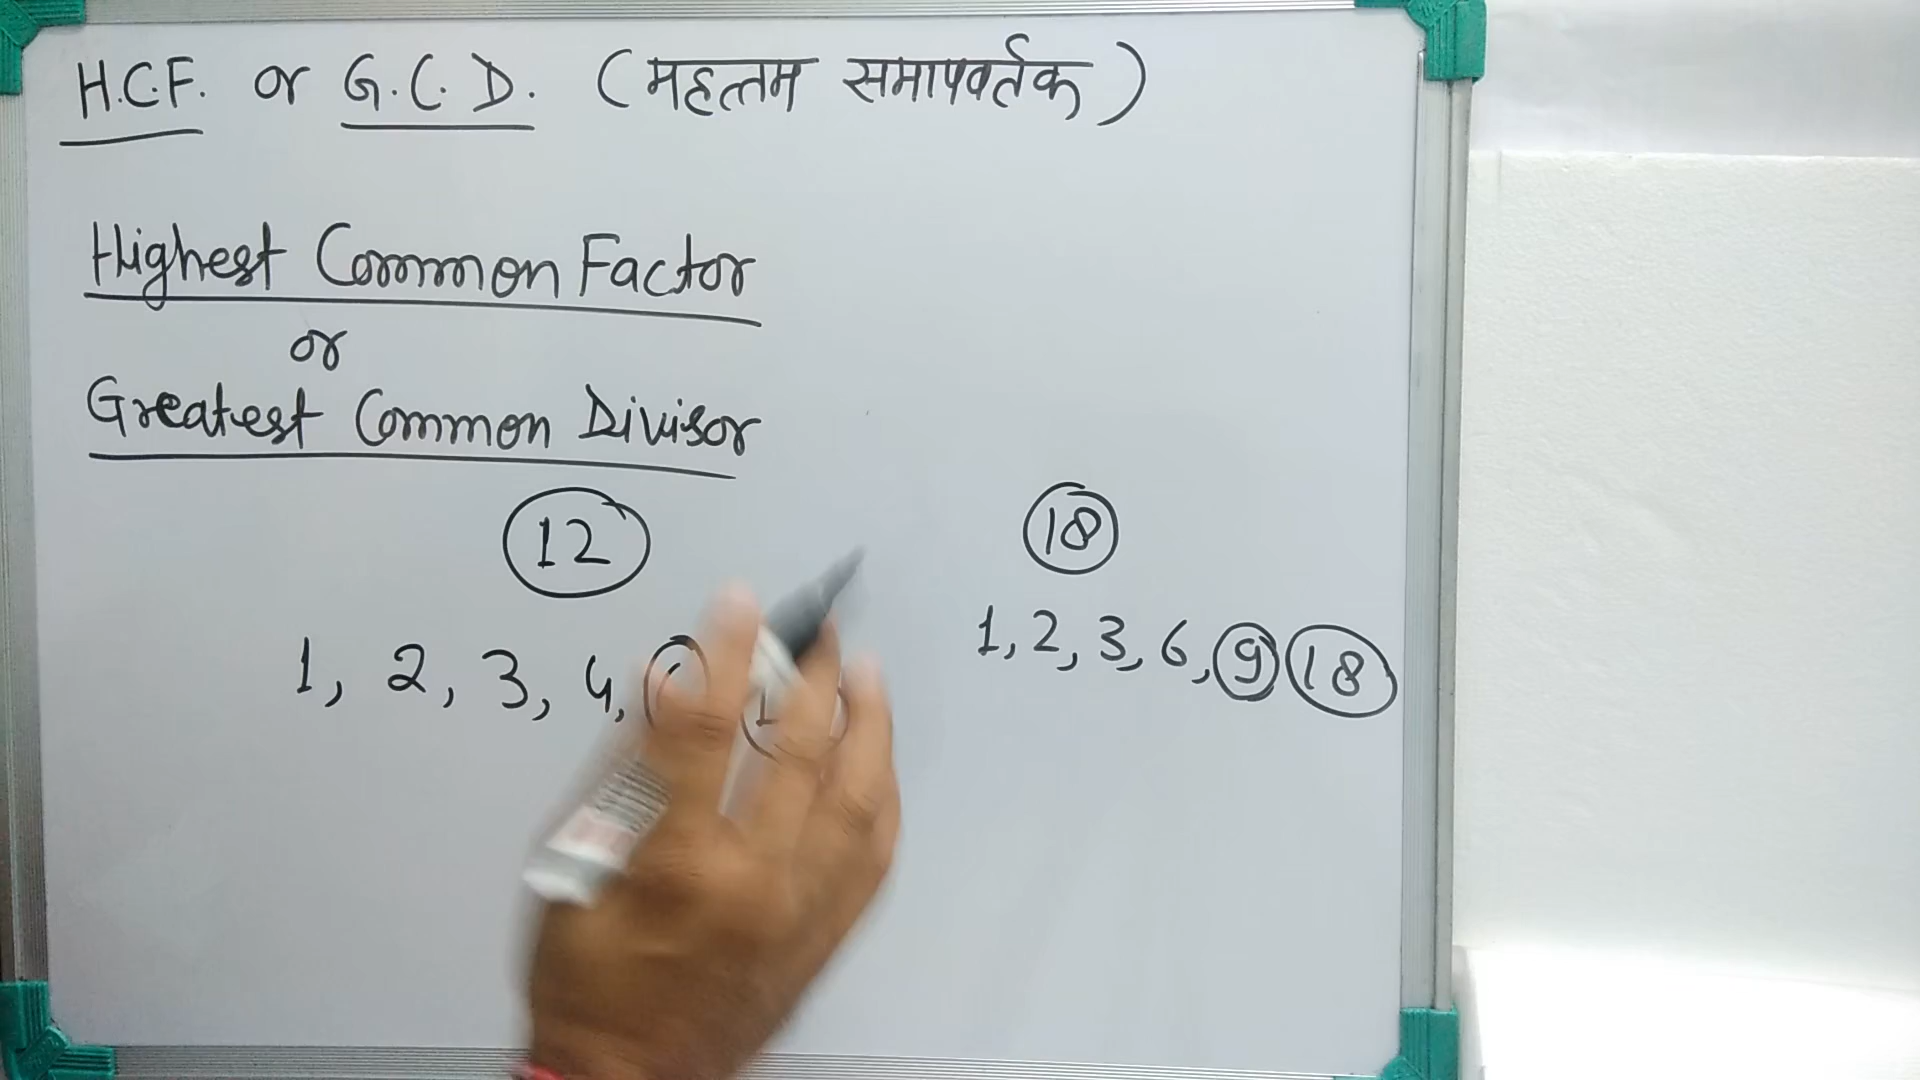 H.C.F. or G.C.D. (महत्तम समापवर्तक)
Highest Common Factor
or
Greatest Common Divisor
12 18
1, 2, 3, 6, 9 18
1, 2, 3, 4,